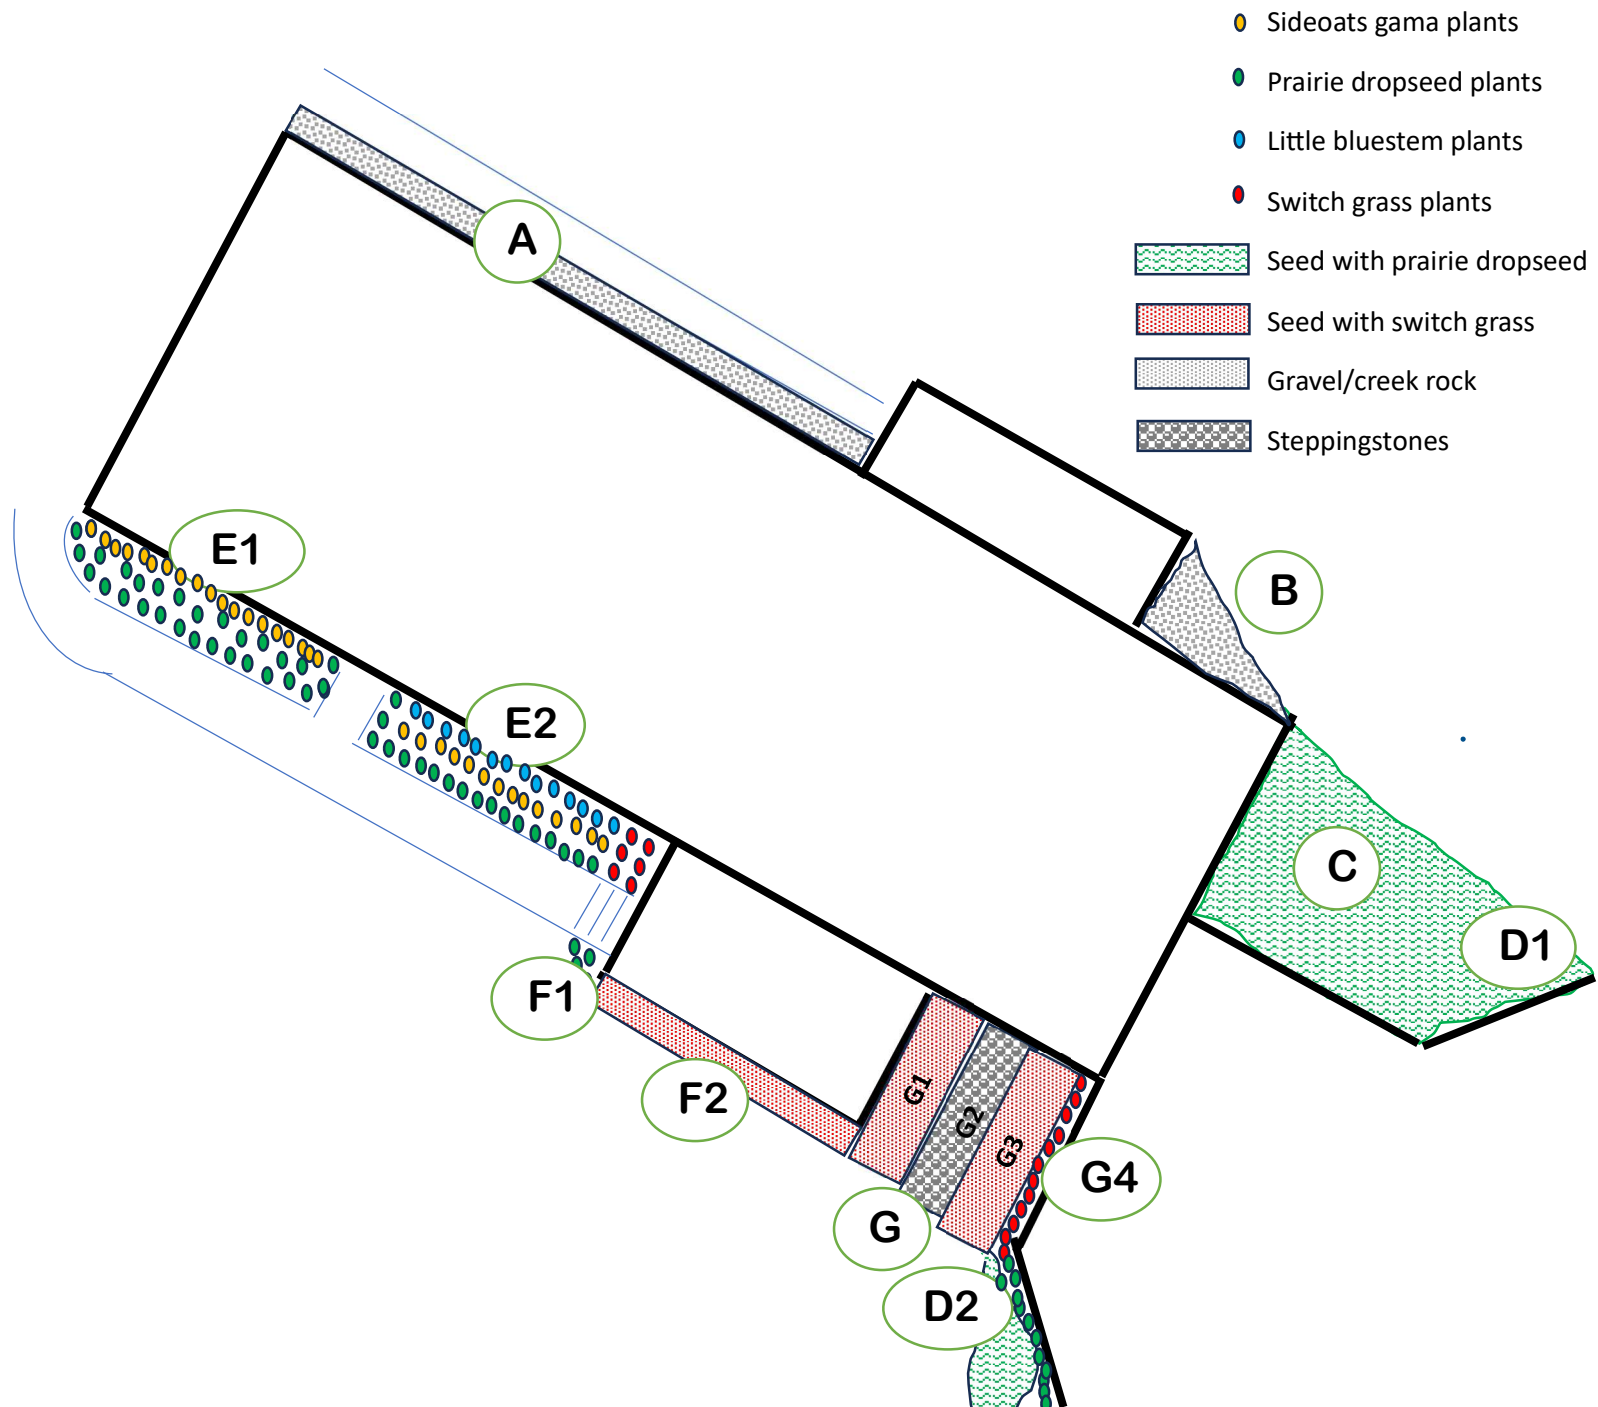 Sideoats gama plants
Prairie dropseed plants
Little bluestem plants
Switch grass plants
Seed with prairie dropseed
Seed with switch grass
Gravel/creek rock
Steppingstones
A
B
E1
E2
C
D1
F1
F2
G1
G2
G3
G4
G
D2